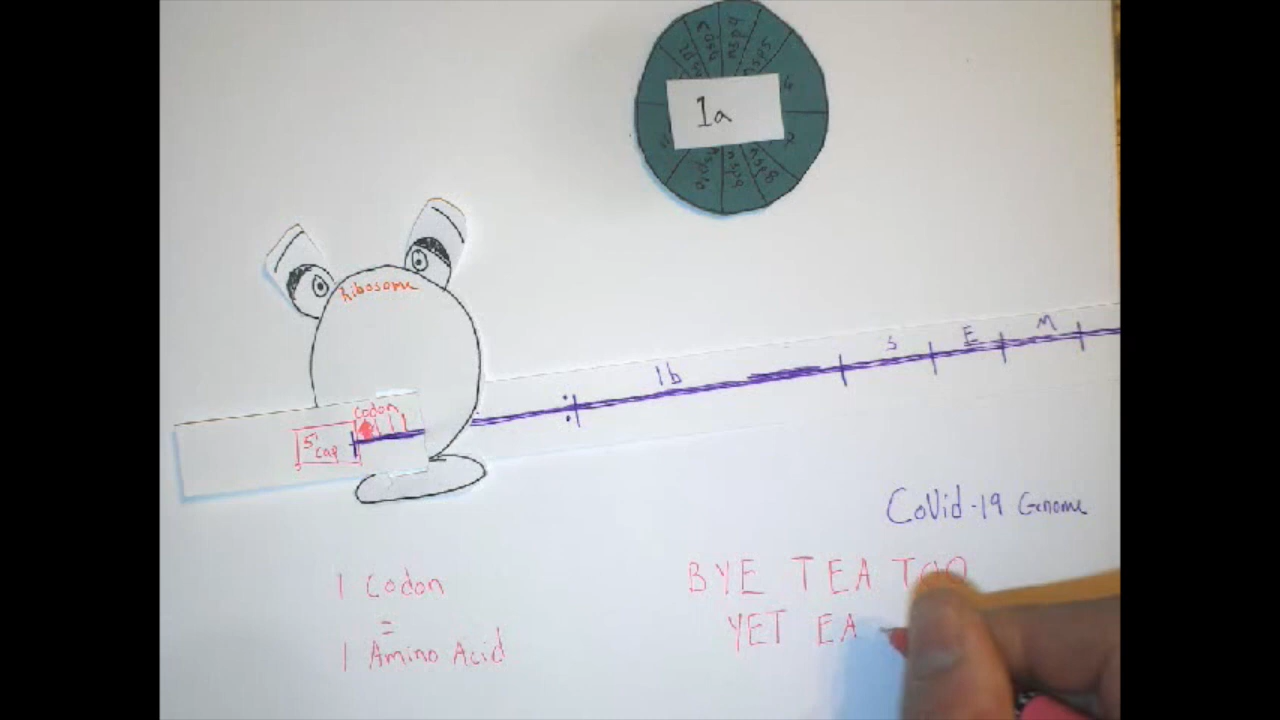 1a
Ribosome
1b
S
E
M
codon
5' cap
CoVid-19 Genome
1 Codon
=
1 Amino Acid
BYE TEA TOO
YET EA